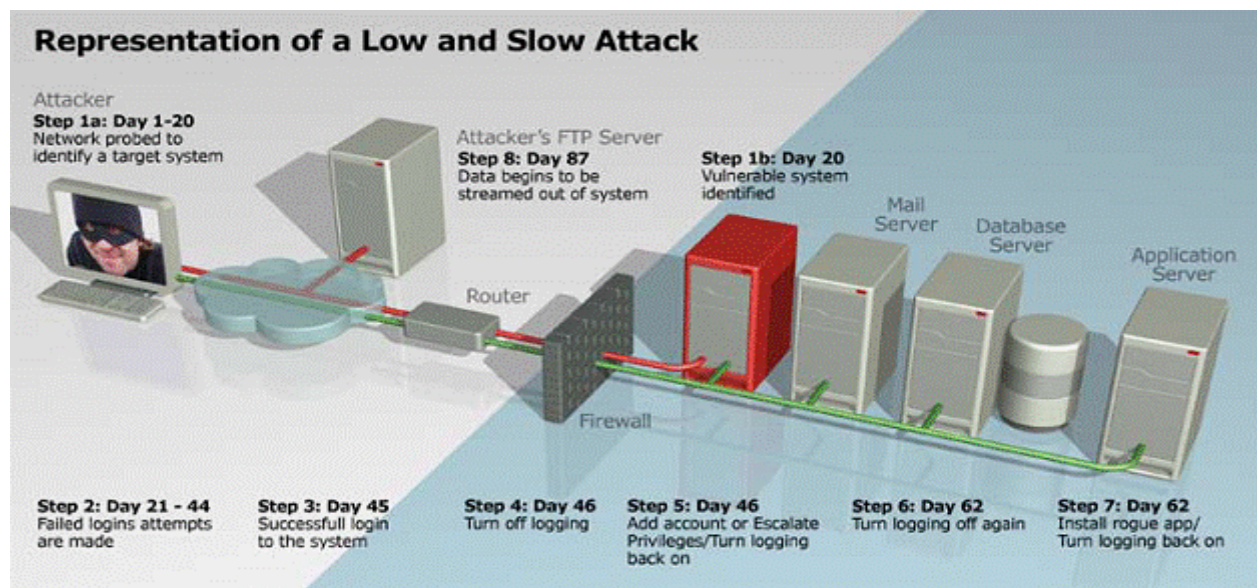 Representation of a Low and Slow Attack
Attacker
Step 1a: Day 1-20
Network probed to
identify a target system
Attacker's FTP Server
Step 8: Day 87
Data begins to be
streamed out of system
Step 1b: Day 20
Vulnerable system
identified
Mail
Server
Database
Server
Application
Server
Router
Firewall
Step 2: Day 21 - 44
Failed logins attempts
are made
Step 3: Day 45
Successfull login
to the system
Step 4: Day 46
Turn off logging
Step 5: Day 46
Add account or Escalate
Privileges/Turn logging
back on
Step 6: Day 62
Turn logging off again
Step 7: Day 62
Install rogue app/
Turn logging back on